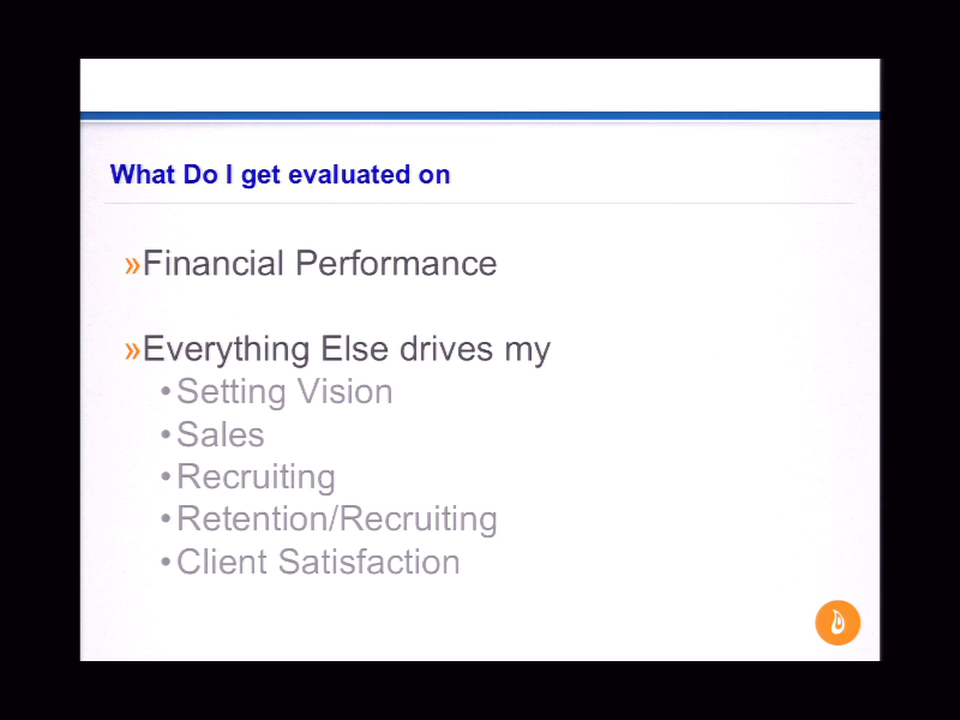 What Do I get evaluated on
»Financial Performance
»Everything Else drives my
•Setting Vision
•Sales
•Recruiting
•Retention/Recruiting
•Client Satisfaction